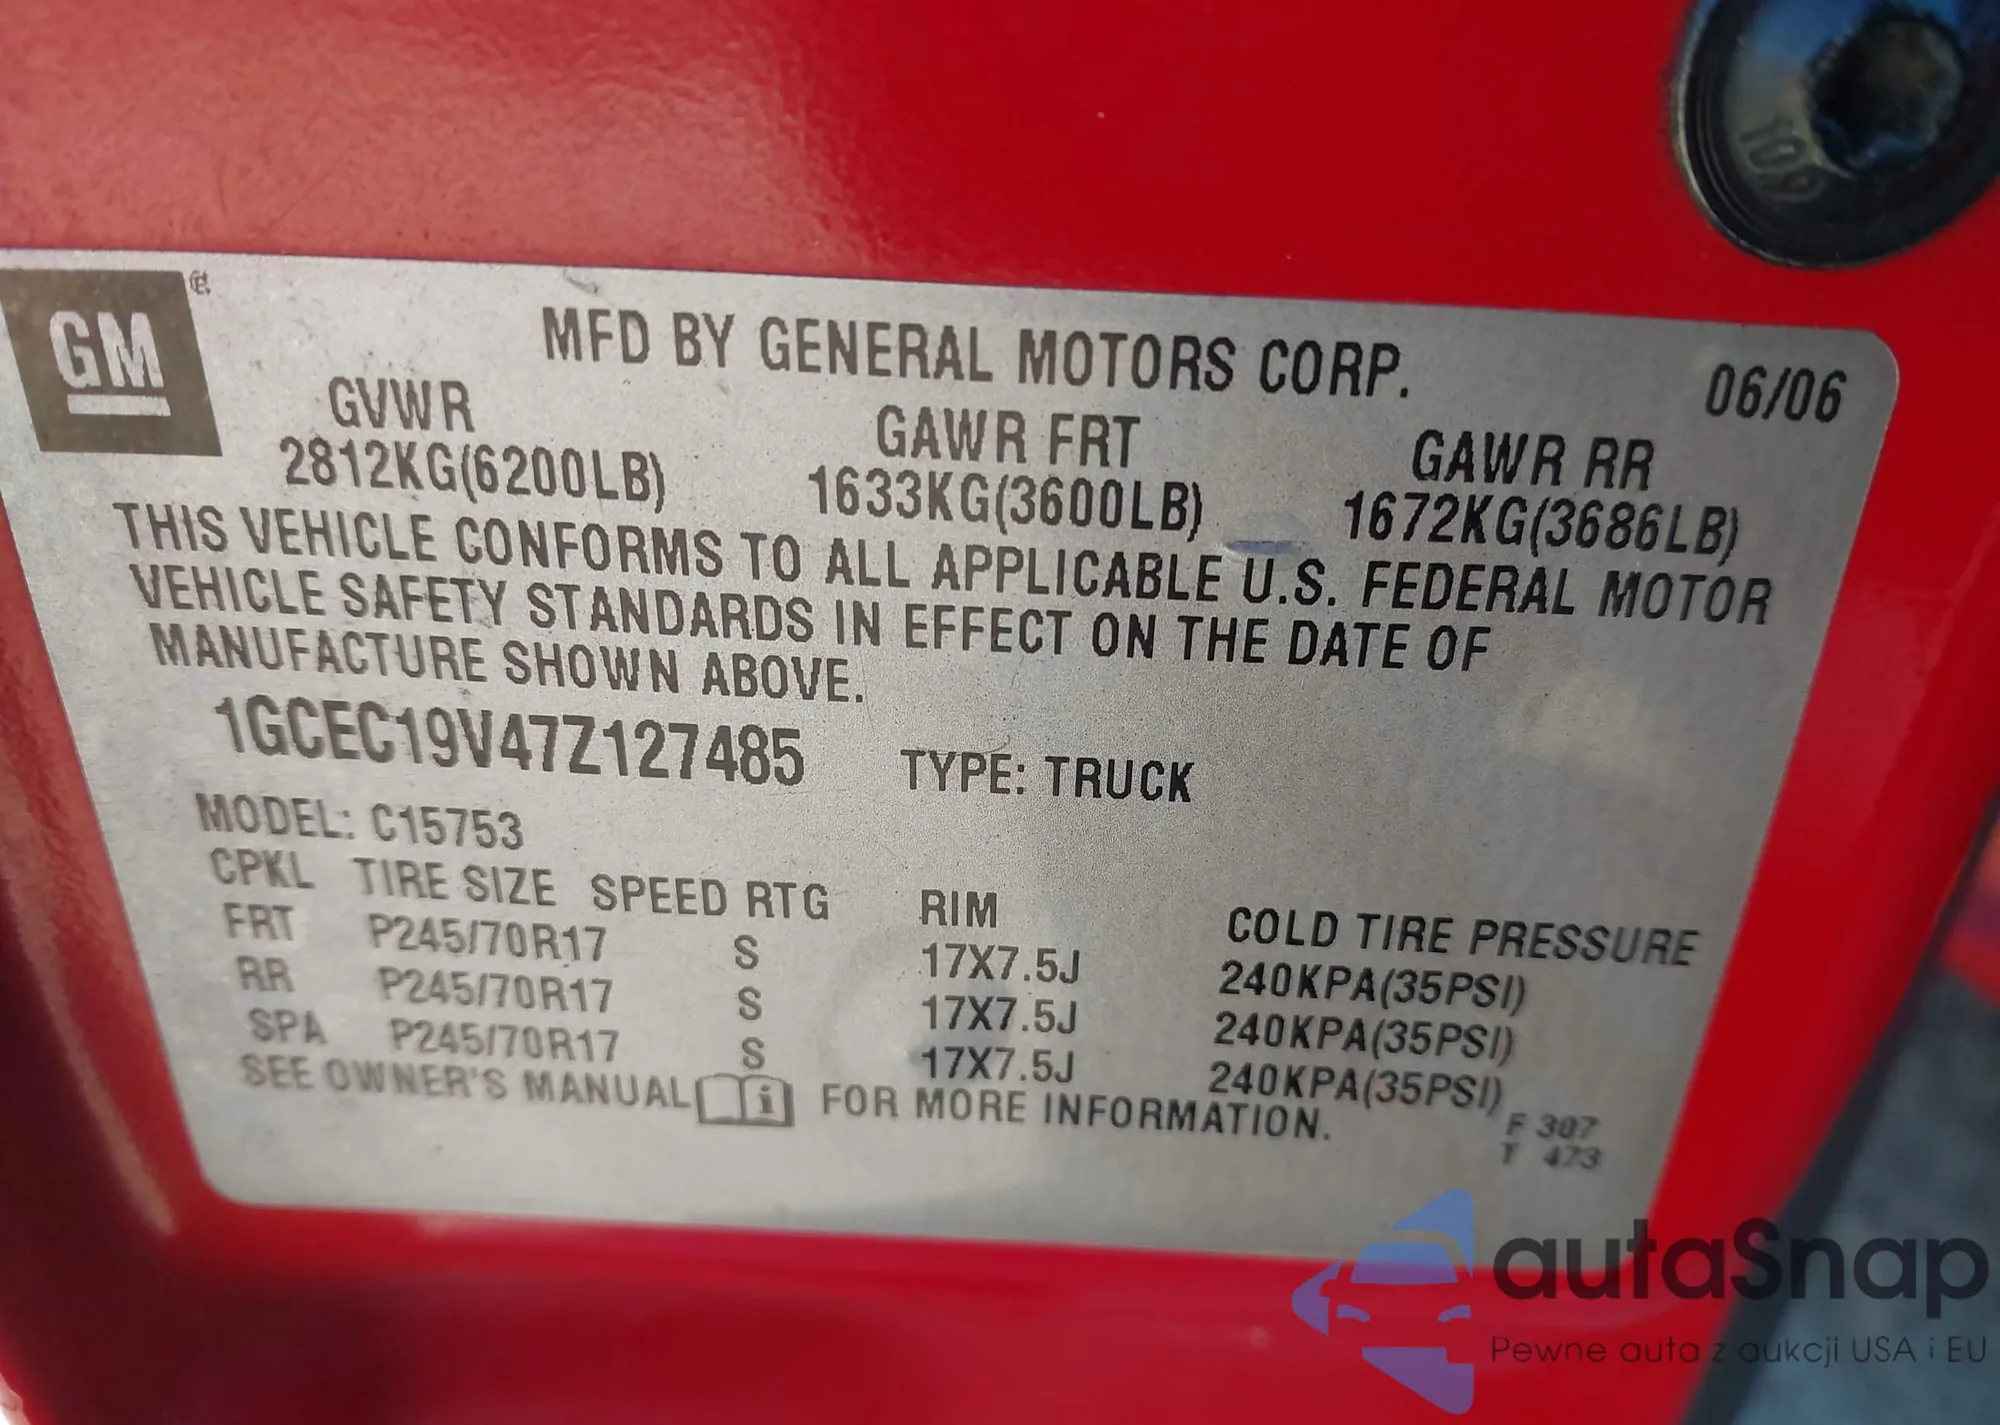 GM
MFD BY GENERAL MOTORS CORP. 06/06
GVWR GAWR FRT GAWR RR
2812KG(6200LB) 1633KG(3600LB) 1672KG(3686LB)
THIS VEHICLE CONFORMS TO ALL APPLICABLE U.S. FEDERAL MOTOR
VEHICLE SAFETY STANDARDS IN EFFECT ON THE DATE OF
MANUFACTURE SHOWN ABOVE.
1GCEC19V47Z127485 TYPE: TRUCK
MODEL: C15753
CPKL TIRE SIZE SPEED RTG RIM COLD TIRE PRESSURE
FRT P245/70R17 S 17X7.5J 240KPA(35PSI)
RR P245/70R17 S 17X7.5J 240KPA(35PSI)
SPA P245/70R17 S 17X7.5J 240KPA(35PSI)
SEE OWNER'S MANUAL i FOR MORE INFORMATION.
F 307
T 473
autaSnap
Pewne auta z aukcji USA i EU